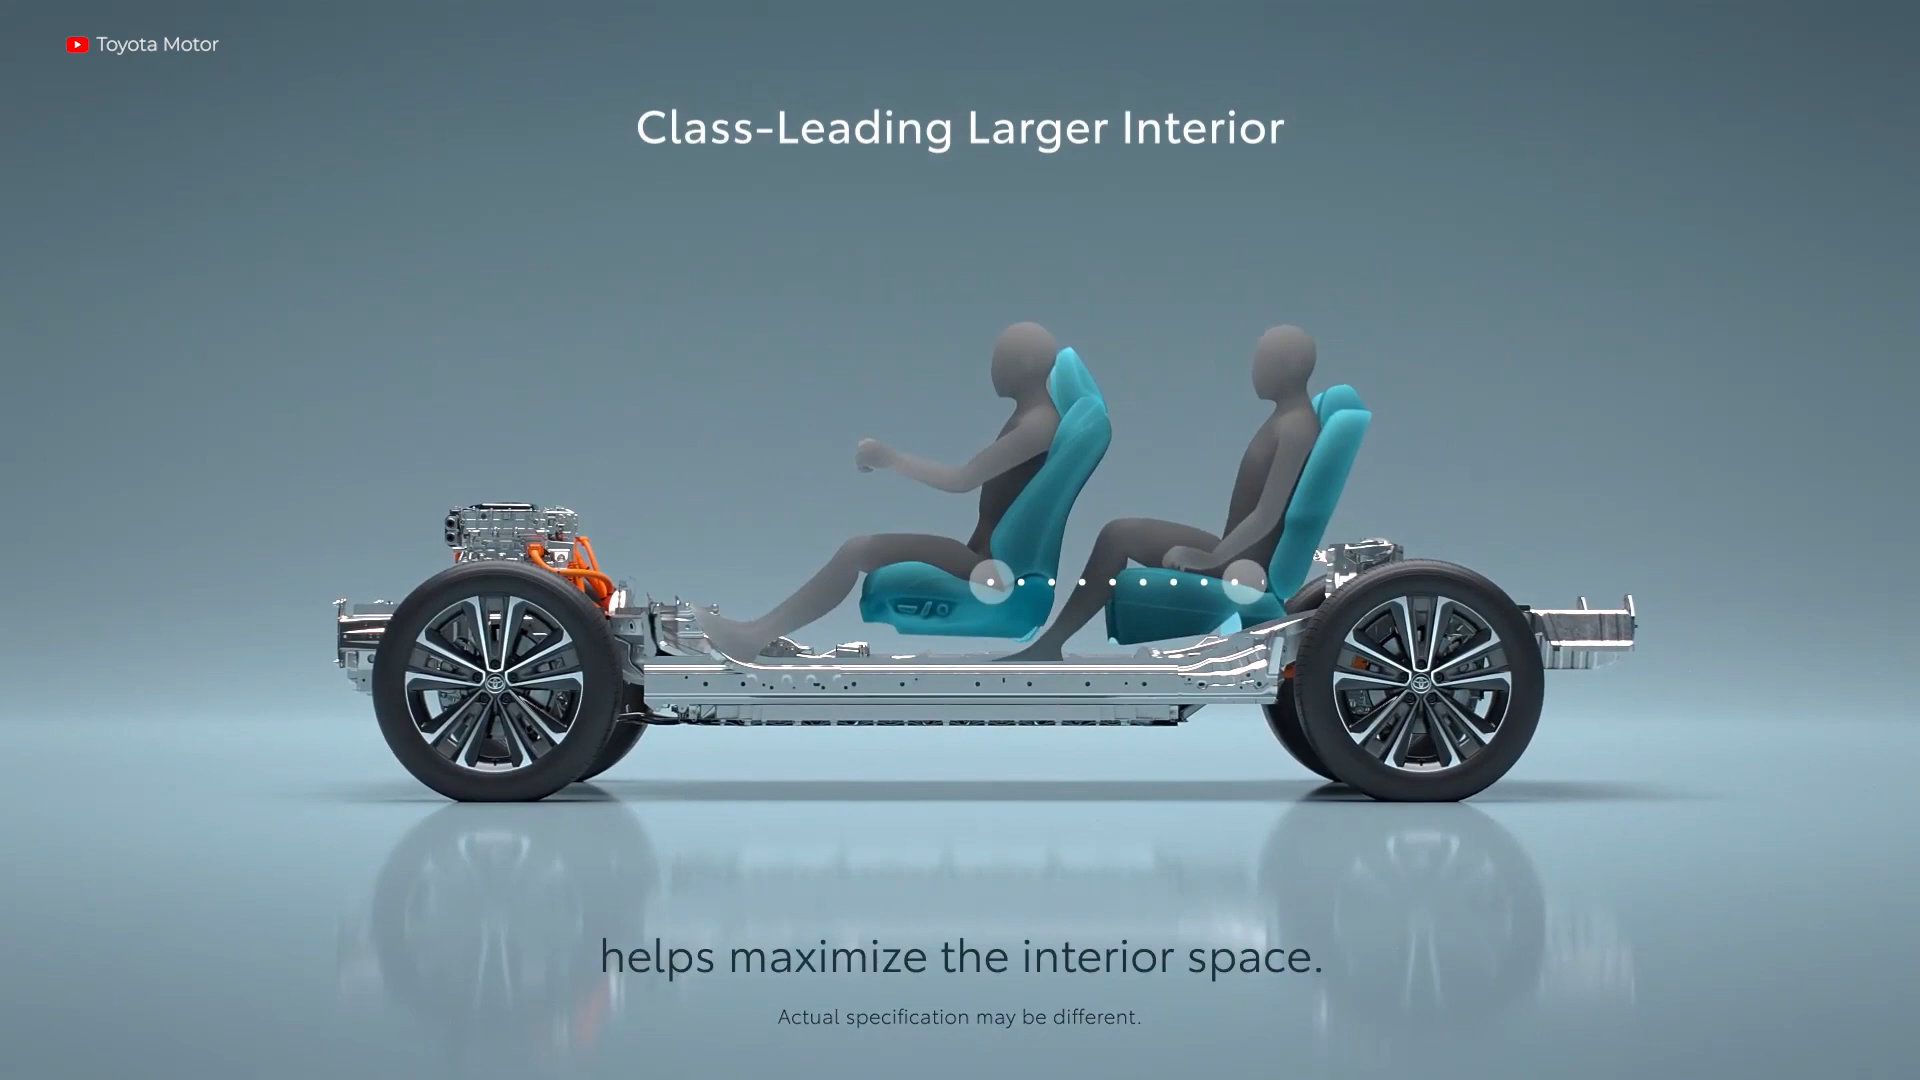 Toyota Motor
Class-Leading Larger Interior
helps maximize the interior space.
Actual specification may be different.